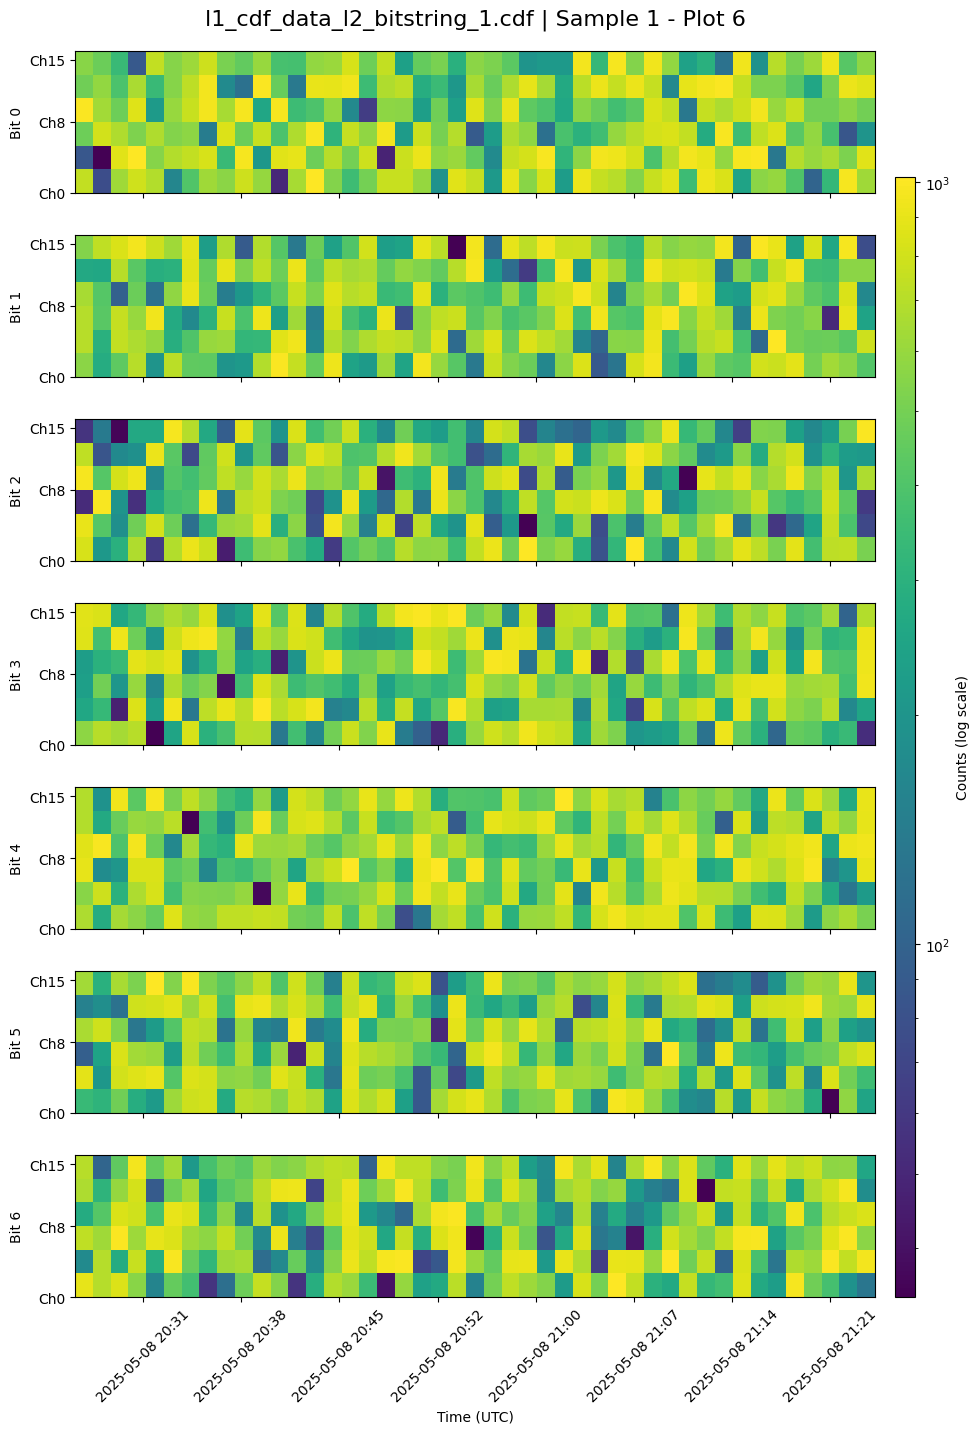 l1_cdf_data_l2_bitstring_1.cdf | Sample 1 - Plot 6
Ch15
Ch8
Ch0
Bit 0
Ch15
Ch8
Ch0
Bit 1
Ch15
Ch8
Ch0
Bit 2
Ch15
Ch8
Ch0
Bit 3
Ch15
Ch8
Ch0
Bit 4
Ch15
Ch8
Ch0
Bit 5
Ch15
Ch8
Ch0
Bit 6
2025-05-08 20:31
2025-05-08 20:38
2025-05-08 20:45
2025-05-08 20:52
2025-05-08 21:00
2025-05-08 21:07
2025-05-08 21:14
2025-05-08 21:21
Time (UTC)
10³
10²
Counts (log scale)